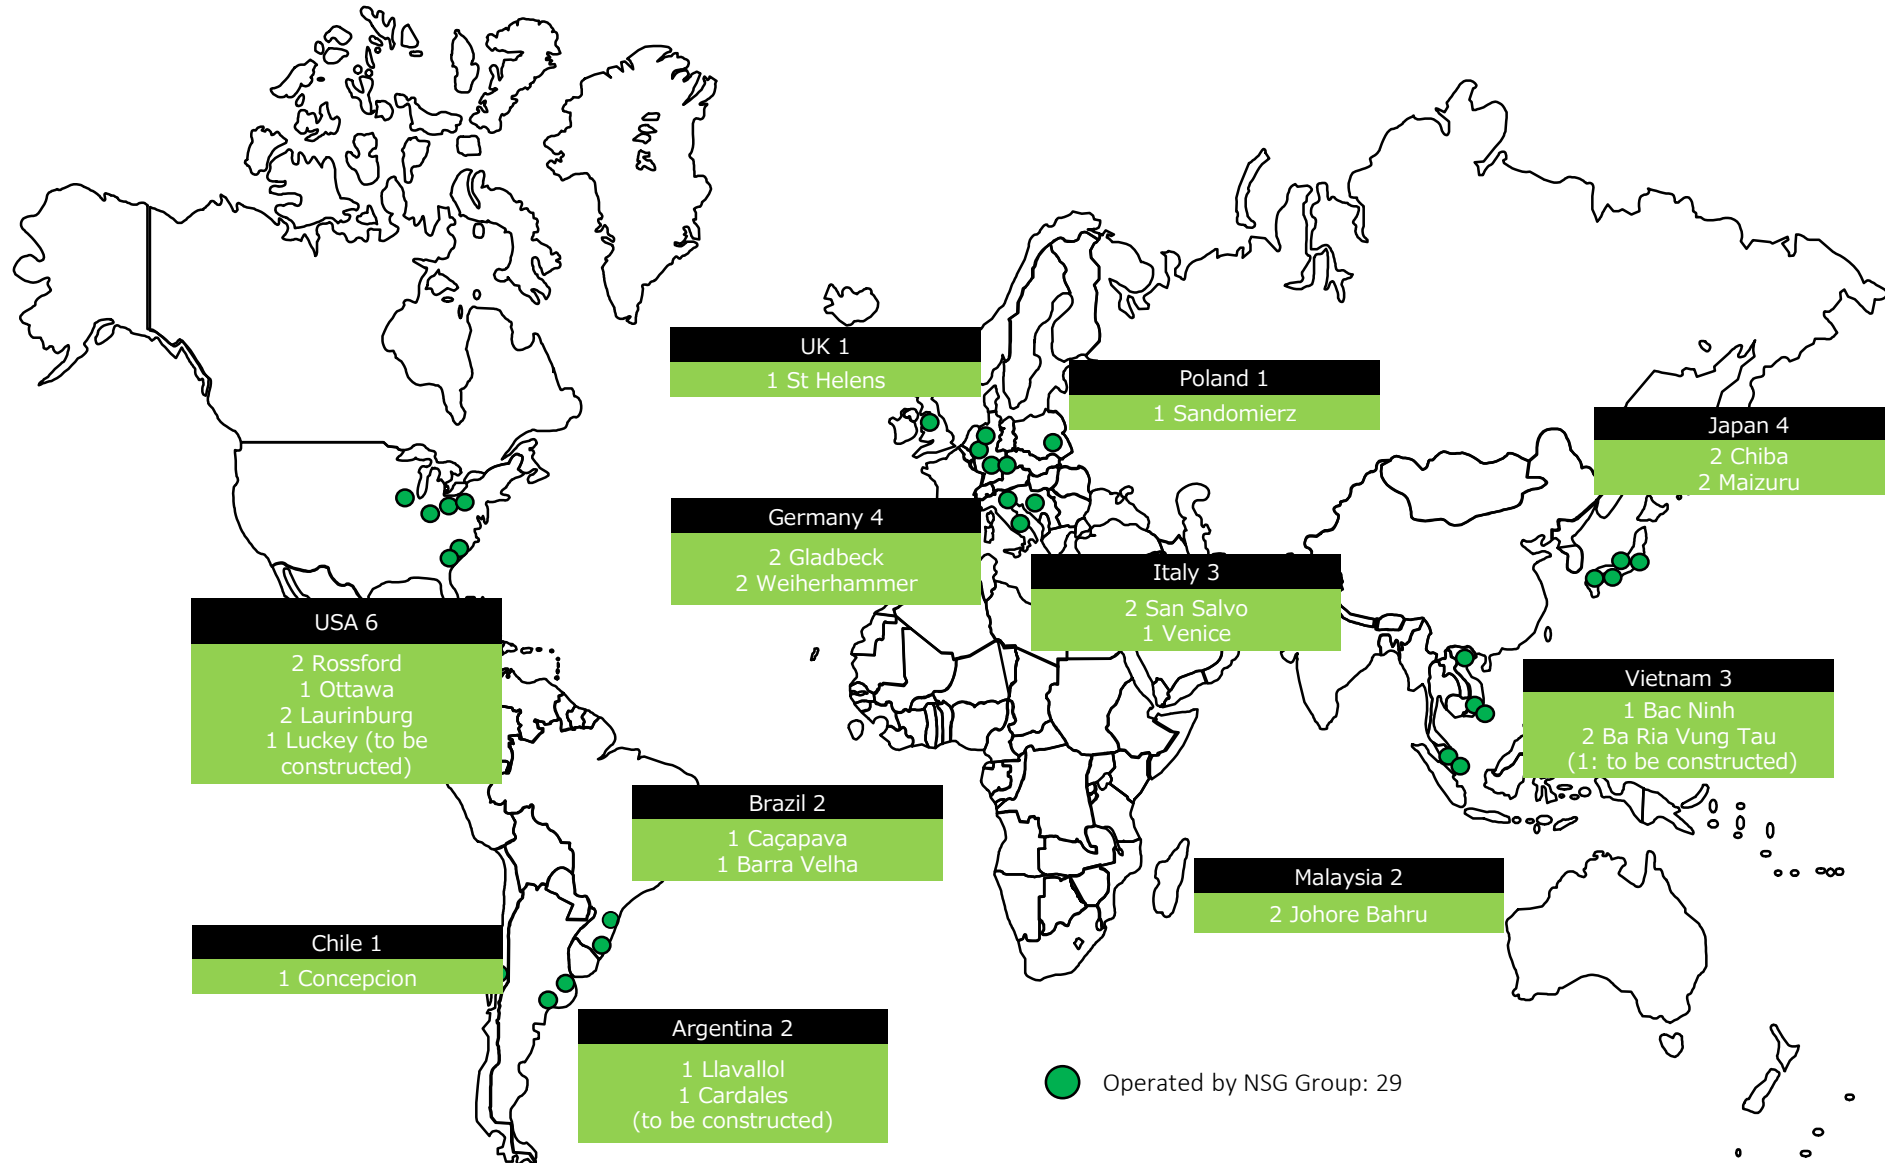 UK 1
1 St Helens
Poland 1
1 Sandomierz
Japan 4
2 Chiba
2 Maizuru
Germany 4
2 Gladbeck
2 Weiherhammer
Italy 3
2 San Salvo
1 Venice
USA 6
2 Rossford
1 Ottawa
2 Laurinburg
1 Luckey (to be
constructed)
Vietnam 3
1 Bac Ninh
2 Ba Ria Vung Tau
(1: to be constructed)
Brazil 2
1 Caçapava
1 Barra Velha
Malaysia 2
2 Johore Bahru
Chile 1
1 Concepcion
Argentina 2
1 Llavallol
1 Cardales
(to be constructed)
Operated by NSG Group: 29